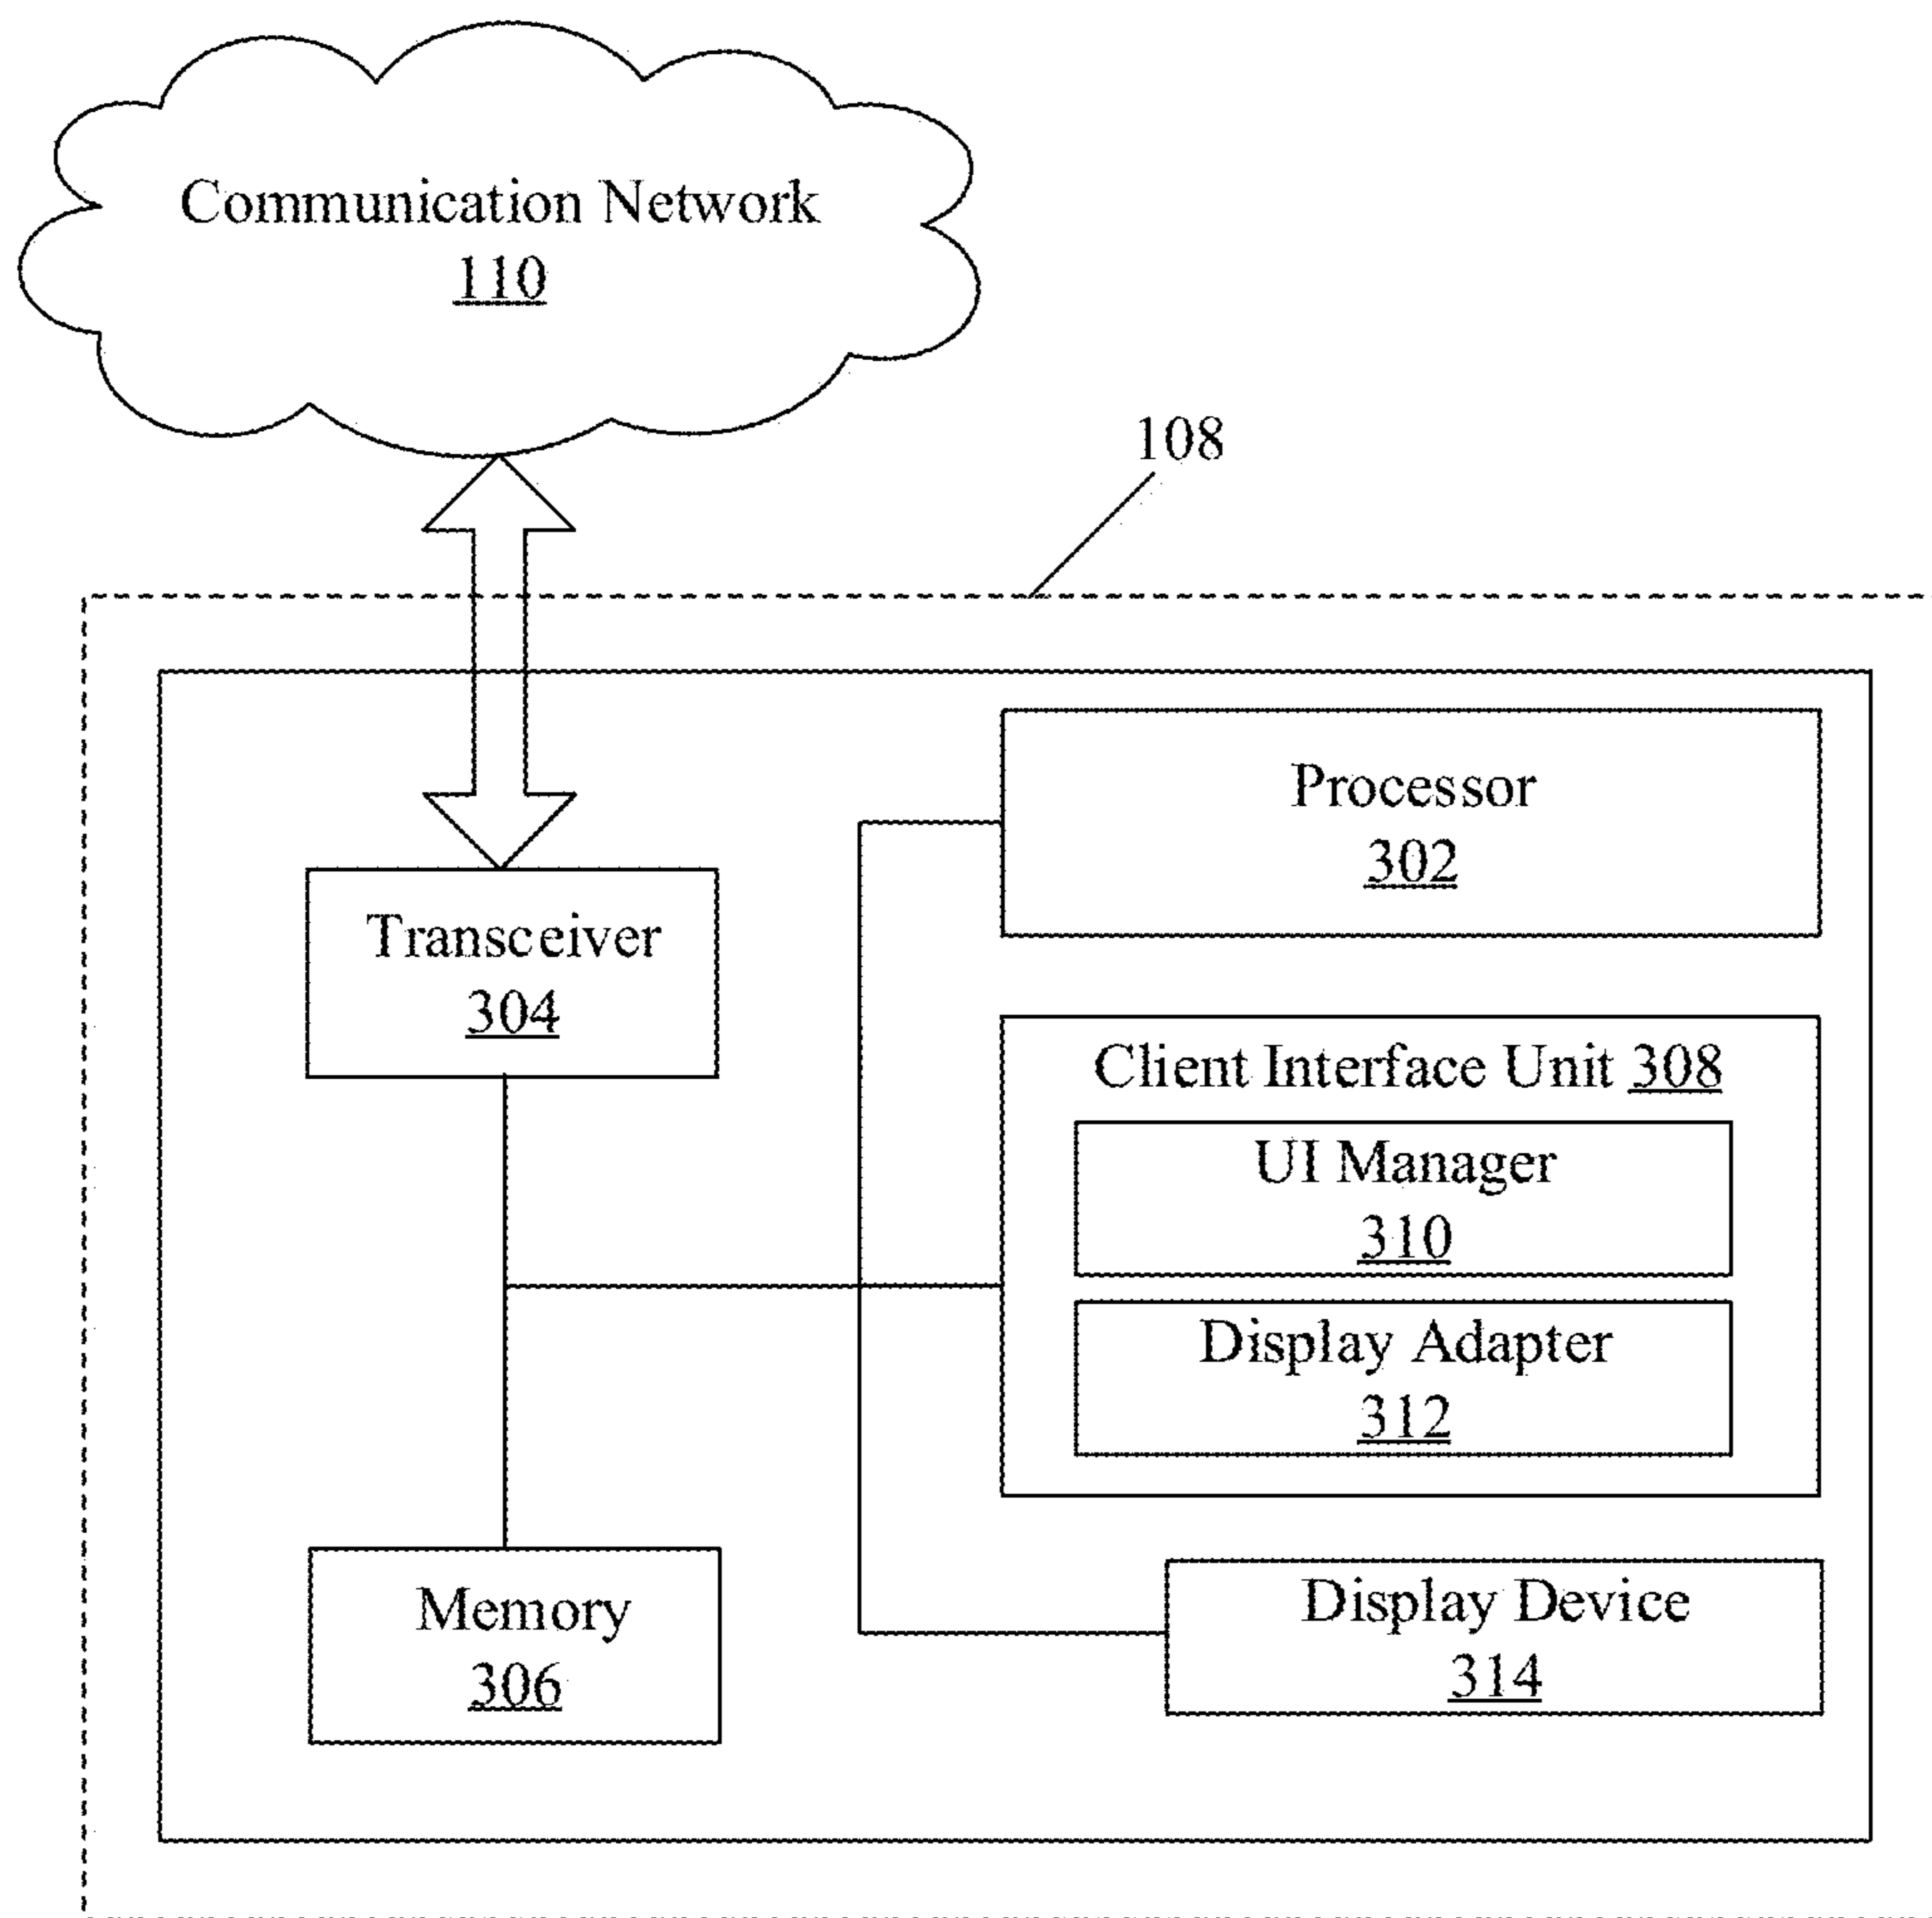 Communication Network
110
108
Processor
302
Transceiver
304
Client Interface Unit 308
UI Manager
310
Display Adapter
312
Memory
306
Display Device
314